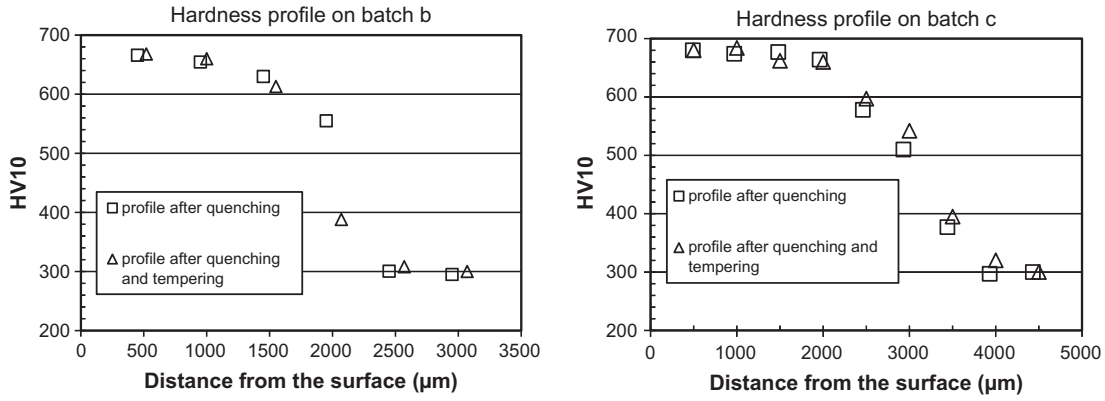 Hardness profile on batch b
700
600
500
400
300
200
HV10
profile after quenching
profile after quenching
and tempering
0 500 1000 1500 2000 2500 3000 3500
Distance from the surface (µm)
Hardness profile on batch c
700
600
500
400
300
200
HV10
profile after quenching
profile after quenching and
tempering
0 1000 2000 3000 4000 5000
Distance from the surface (µm)